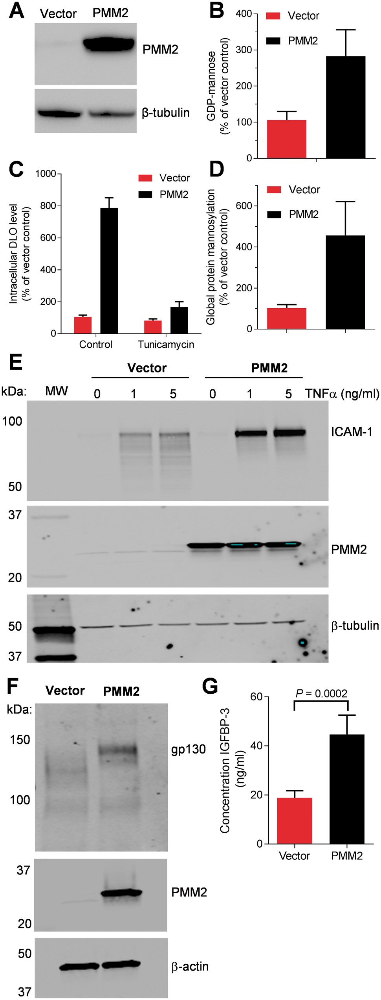 A
Vector PMM2
PMM2
β-tubulin
B
400
300
200
100
0
GDP-mannose
(% of vector control)
Vector
PMM2
C
1000
800
600
400
200
0
Intracellular DLO level
(% of vector control)
Vector
PMM2
Control Tunicamycin
D
600
400
200
0
Global protein mannosylation
(% of vector control)
Vector
PMM2
E
Vector PMM2
kDa: MW 0 1 5 0 1 5 TNFα (ng/ml)
100
ICAM-1
50
37
PMM2
20
50
β-tubulin
37
F
Vector PMM2
kDa:
150
gp130
100
37
PMM2
20
50
β-actin
37
G
P = 0.0002
60
40
20
0
Concentration IGFBP-3
(ng/ml)
Vector PMM2